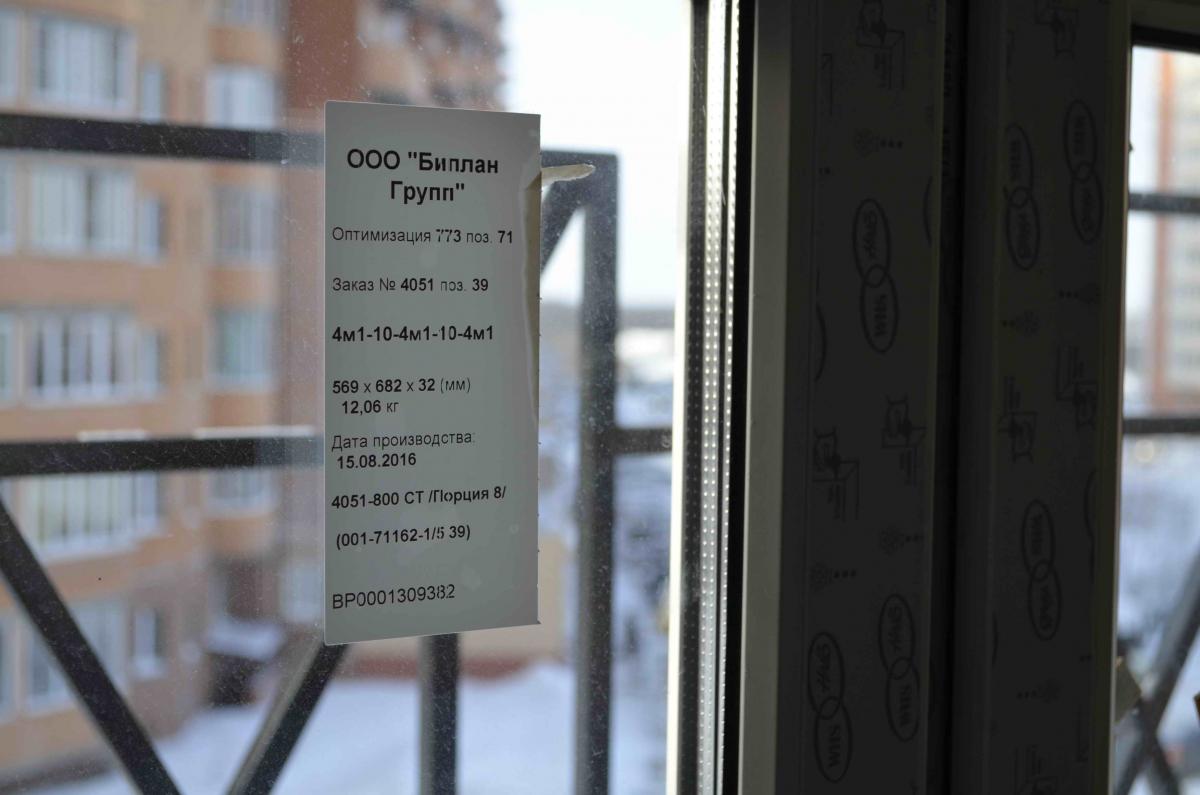 ООО "Биплан
Групп"
Оптимизация 773 поз. 71
Заказ № 4051 поз. 39
4м1-10-4м1-10-4м1
569 x 682 x 32 (мм)
12,06 кг
Дата производства:
15.08.2016
4051-800 СТ /Порция 8/
(001-71162-1/5 39)
ВР0001309382